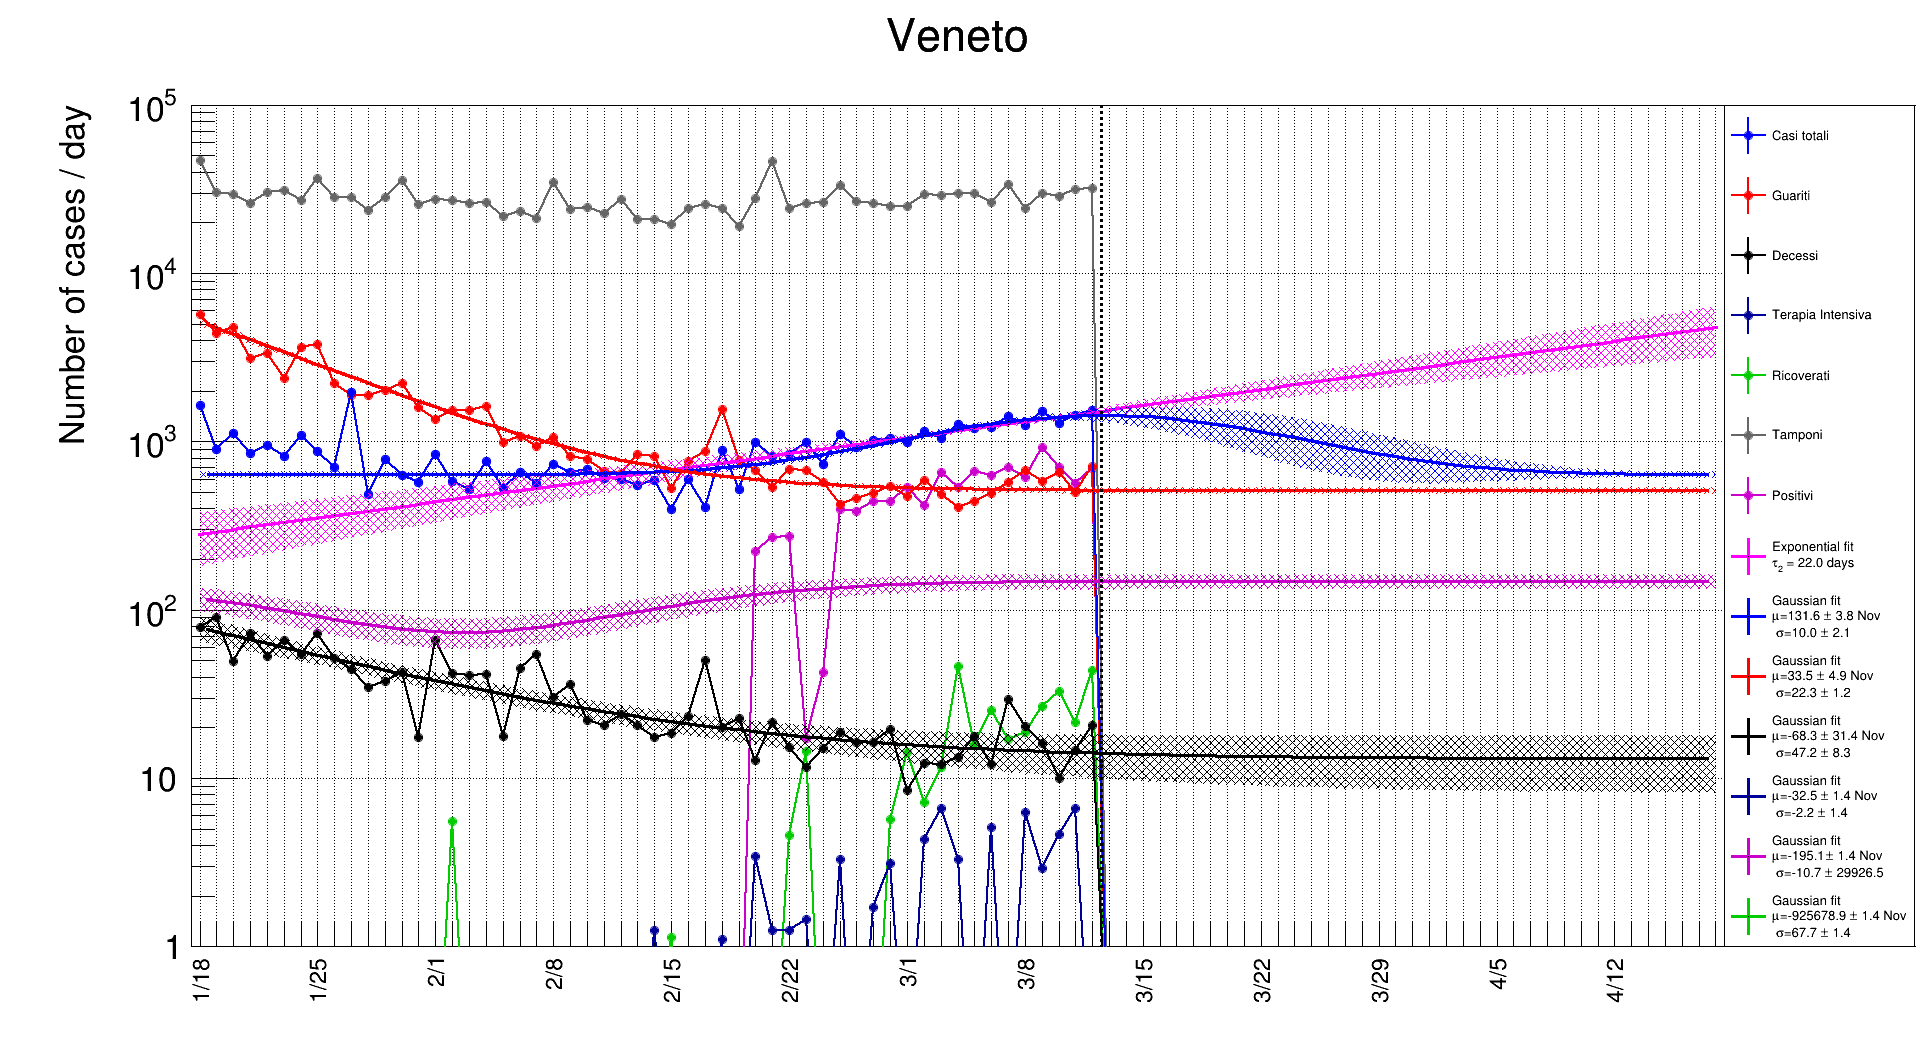 Veneto
Number of cases / day
10^5
10^4
10^3
10^2
10
1
1/18
1/25
2/1
2/8
2/15
2/22
3/1
3/8
3/15
3/22
3/29
4/5
4/12
Casi totali
Guariti
Decessi
Terapia Intensiva
Ricoverati
Tamponi
Positivi
Exponential fit
τ_2 = 22.0 days
Gaussian fit
μ=131.6 ± 3.8 Nov
σ=10.0 ± 2.1
Gaussian fit
μ=33.5 ± 4.9 Nov
σ=22.3 ± 1.2
Gaussian fit
μ=-68.3 ± 31.4 Nov
σ=47.2 ± 8.3
Gaussian fit
μ=-32.5 ± 1.4 Nov
σ=-2.2 ± 1.4
Gaussian fit
μ=-195.1 ± 1.4 Nov
σ=-10.7 ± 29926.5
Gaussian fit
μ=-925678.9 ± 1.4 Nov
σ=67.7 ± 1.4